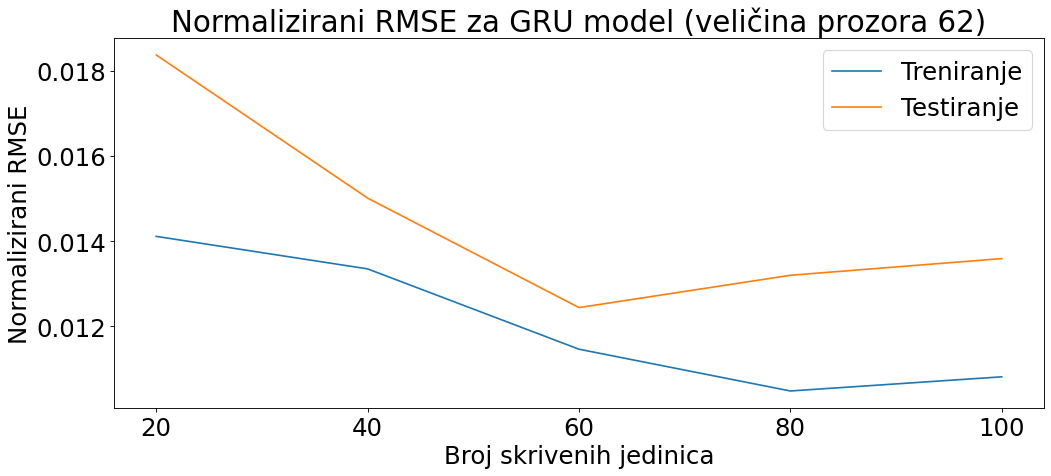 Normalizirani RMSE za GRU model (veličina prozora 62)
Treniranje
Testiranje
Normalizirani RMSE
0.018
0.016
0.014
0.012
20 40 60 80 100
Broj skrivenih jedinica